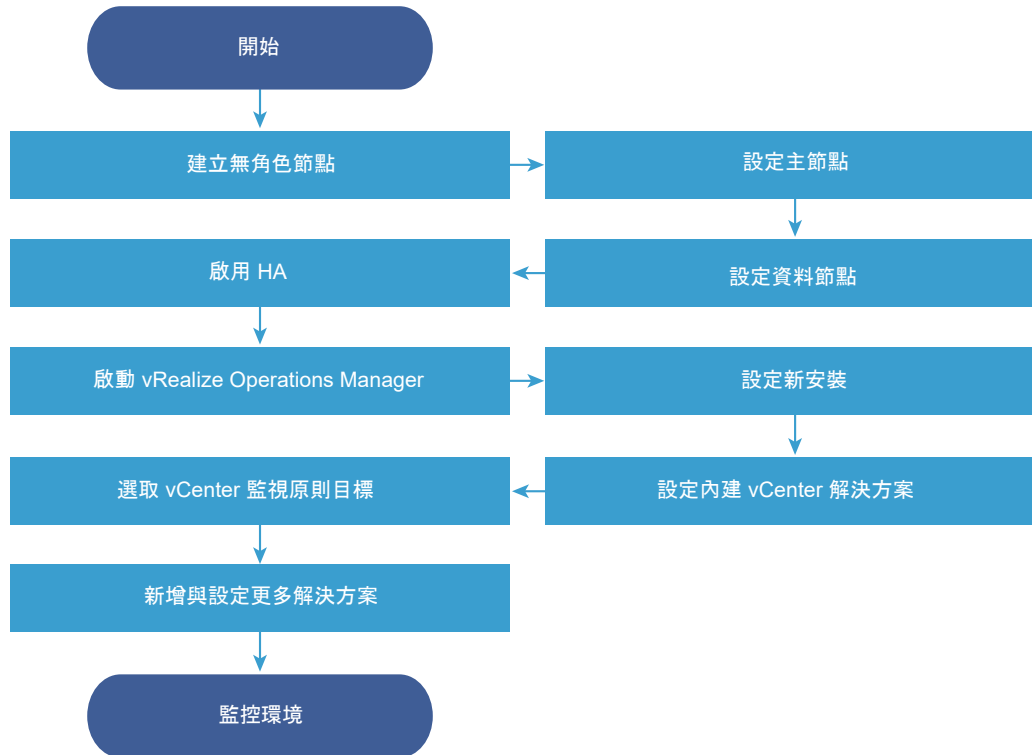 開始
建立無角色節點
設定主節點
設定資料節點
啟用 HA
啟動 vRealize Operations Manager
設定新安裝
設定內建 vCenter 解決方案
選取 vCenter 監視原則目標
新增與設定更多解決方案
監控環境